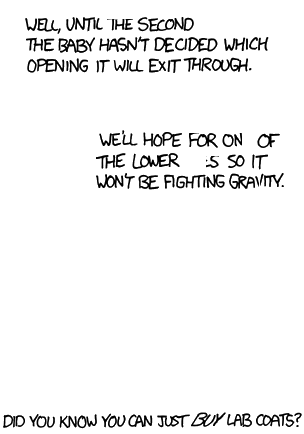 WELL, UNTIL THE SECOND
THE BABY HASN'T DECIDED WHICH
OPENING IT WILL EXIT THROUGH.
WE'LL HOPE FOR ON OF
THE LOWER SO IT
WON'T BE FIGHTING GRAVITY.
DID YOU KNOW YOU CAN JUST BUY LAB COATS?